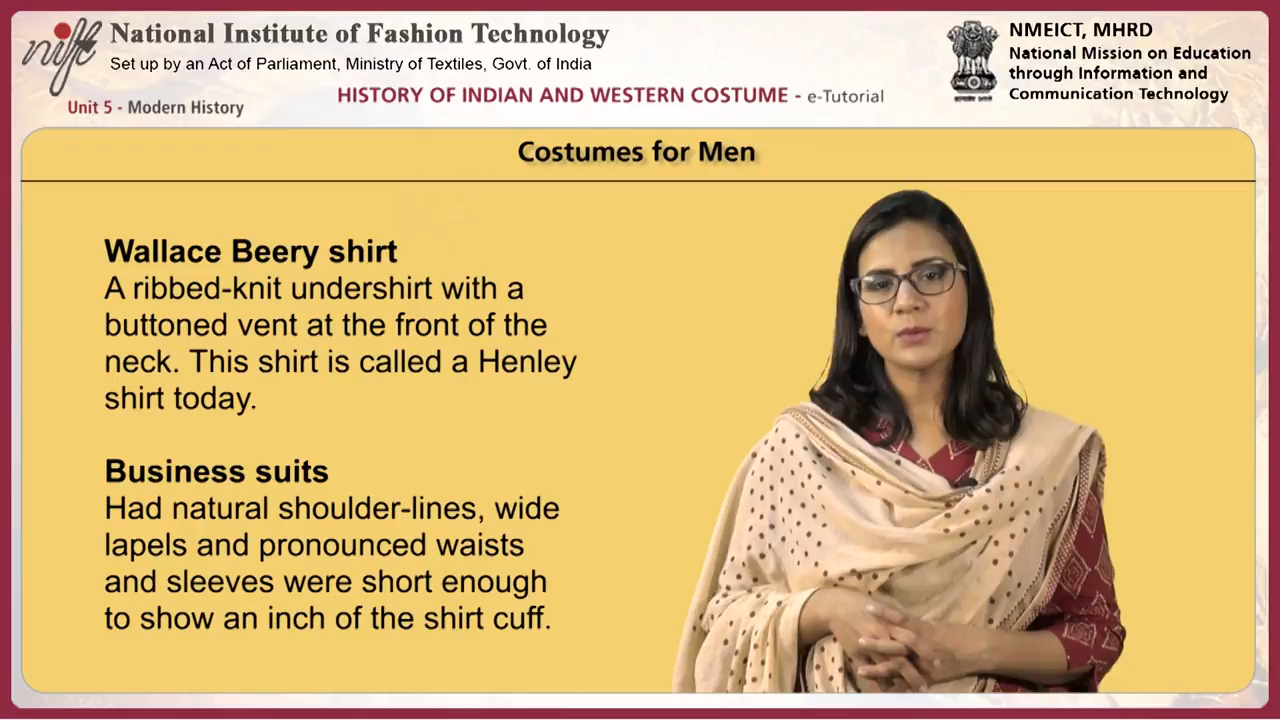 nift
National Institute of Fashion Technology
Set up by an Act of Parliament, Ministry of Textiles, Govt. of India
Unit 5 - Modern History
HISTORY OF INDIAN AND WESTERN COSTUME - e-Tutorial
NMEICT, MHRD
National Mission on Education
through Information and
Communication Technology
Costumes for Men
Wallace Beery shirt
A ribbed-knit undershirt with a
buttoned vent at the front of the
neck. This shirt is called a Henley
shirt today.
Business suits
Had natural shoulder-lines, wide
lapels and pronounced waists
and sleeves were short enough
to show an inch of the shirt cuff.